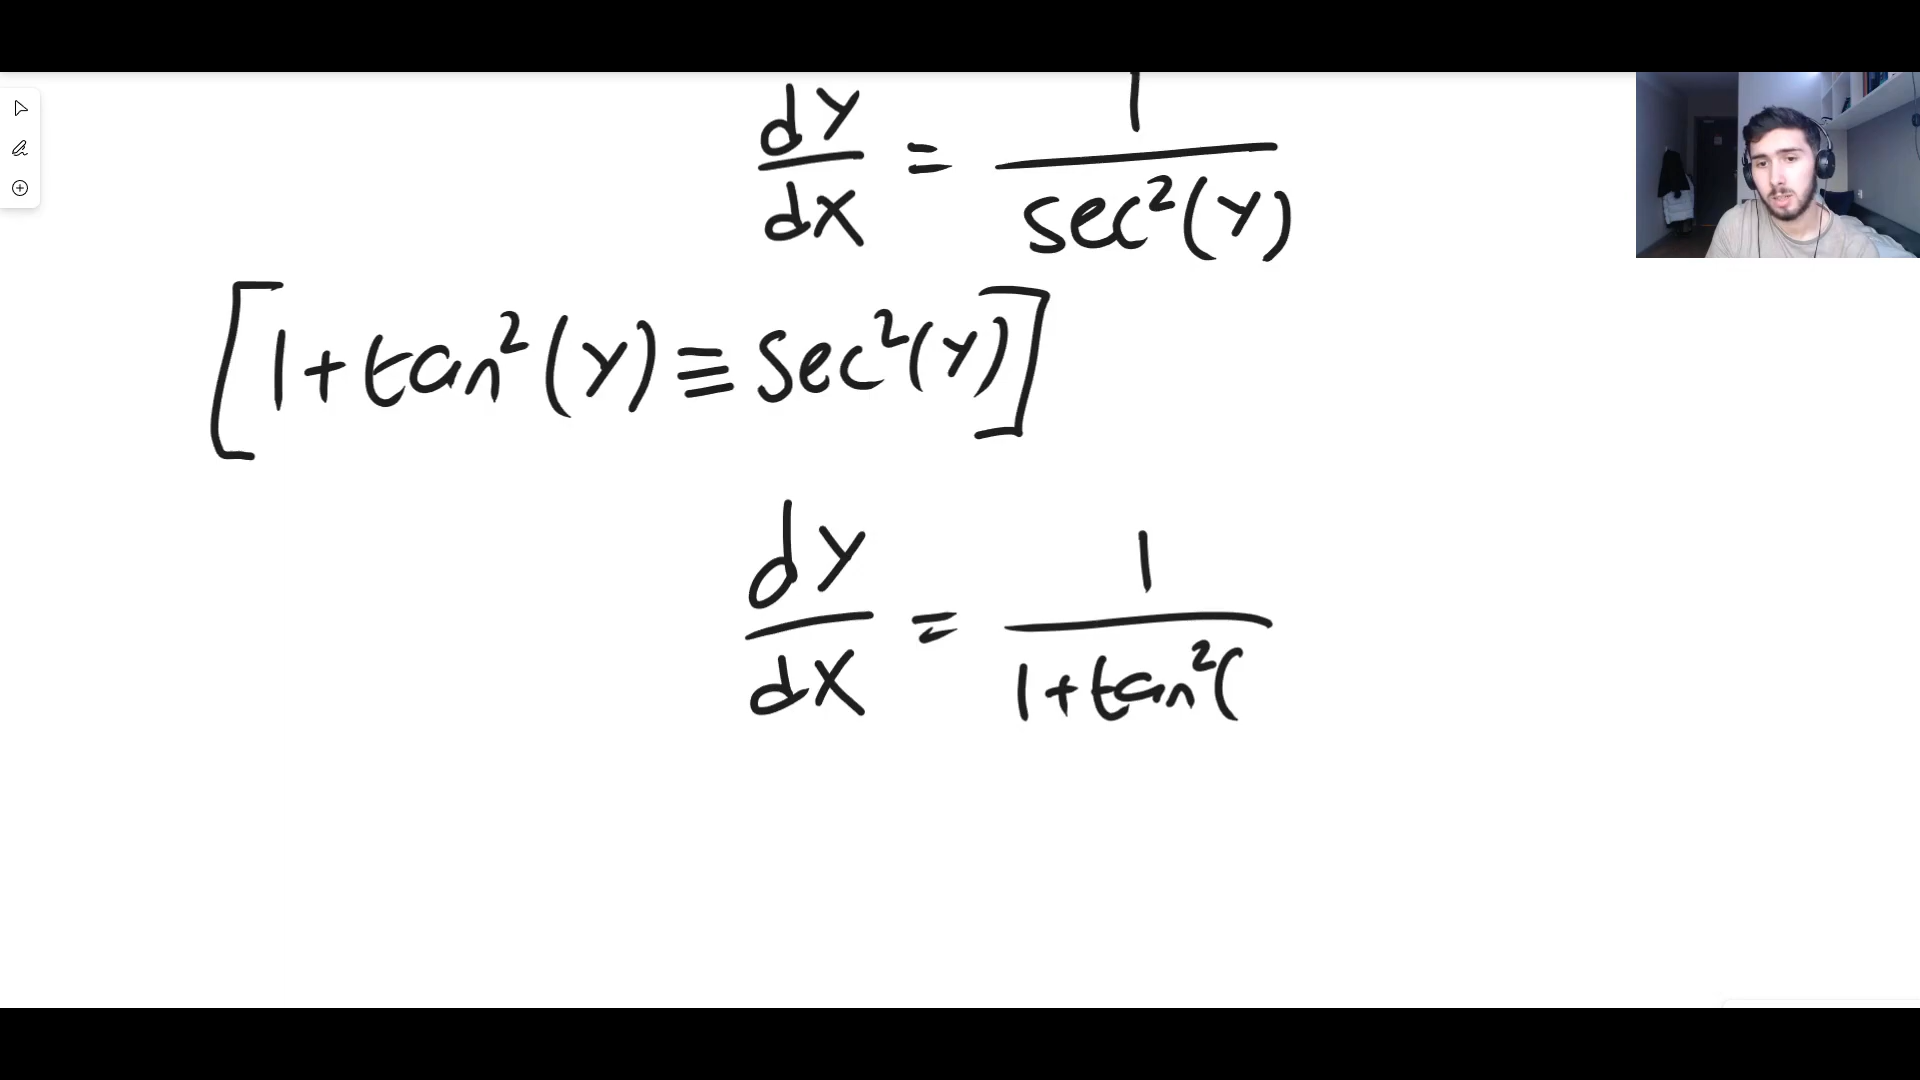 dy/dx = 1/sec²(y)
[1+tan²(y) ≡ sec²(y)]
dy/dx = 1/1+tan²(